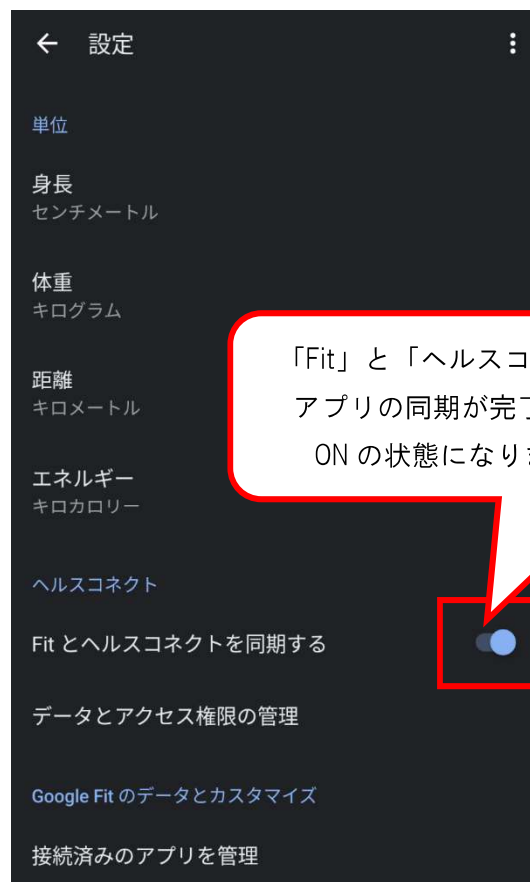 設定
単位
身長
センチメートル
体重
キログラム
距離
キロメートル
エネルギー
キロカロリー
「Fit」と「ヘルスコ
アプリの同期が完
ON の状態になり
ヘルスコネクト
Fit とヘルスコネクトを同期する
データとアクセス権限の管理
Google Fit のデータとカスタマイズ
接続済みのアプリを管理